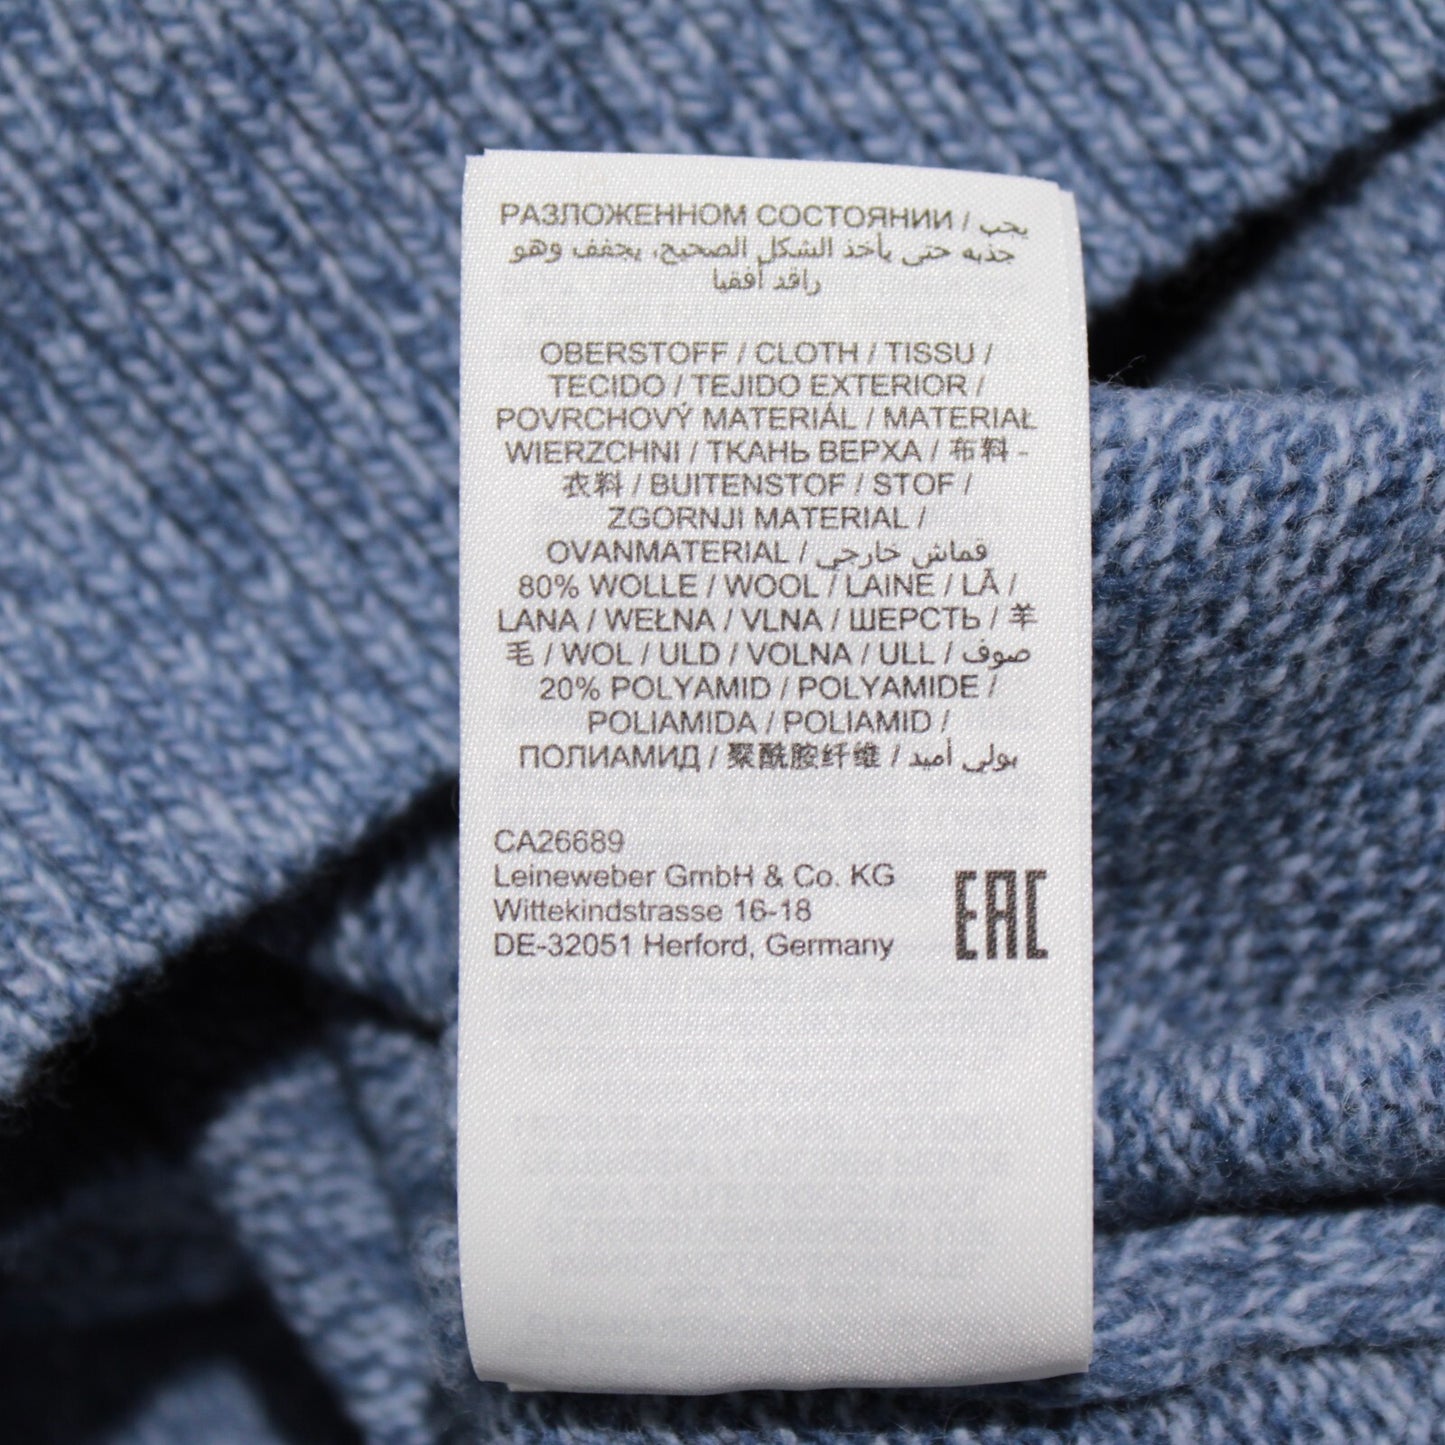 РАЗЛОЖЕННОМ СОСТОЯНИИ / يجب
جذبه حتى يأخذ الشكل الصحيح، يجفف وهو
راقد أفقيا
OBERSTOFF / CLOTH / TISSU /
TECIDO / TEJIDO EXTERIOR /
POVRCHOVÝ MATERIÁL / MATERIAŁ
WIERZCHNI / ТКАНЬ ВЕРХА / 布料 -
衣料 / BUITENSTOF / STOF /
ZGORNJI MATERIAL /
OVANMATERIAL / قماش خارجي
80% WOLLE / WOOL / LAINE / LÃ /
LANA / WEŁNA / VLNA / ШЕРСТЬ / 羊
毛 / WOL / ULD / VOLNA / ULL / صوف
20% POLYAMID / POLYAMIDE /
POLIAMIDA / POLIAMID /
ПОЛИАМИД / 聚酰胺纤维 / بولي أميد
CA26689
Leineweber GmbH & Co. KG
Wittekindstrasse 16-18
DE-32051 Herford, Germany
EAC